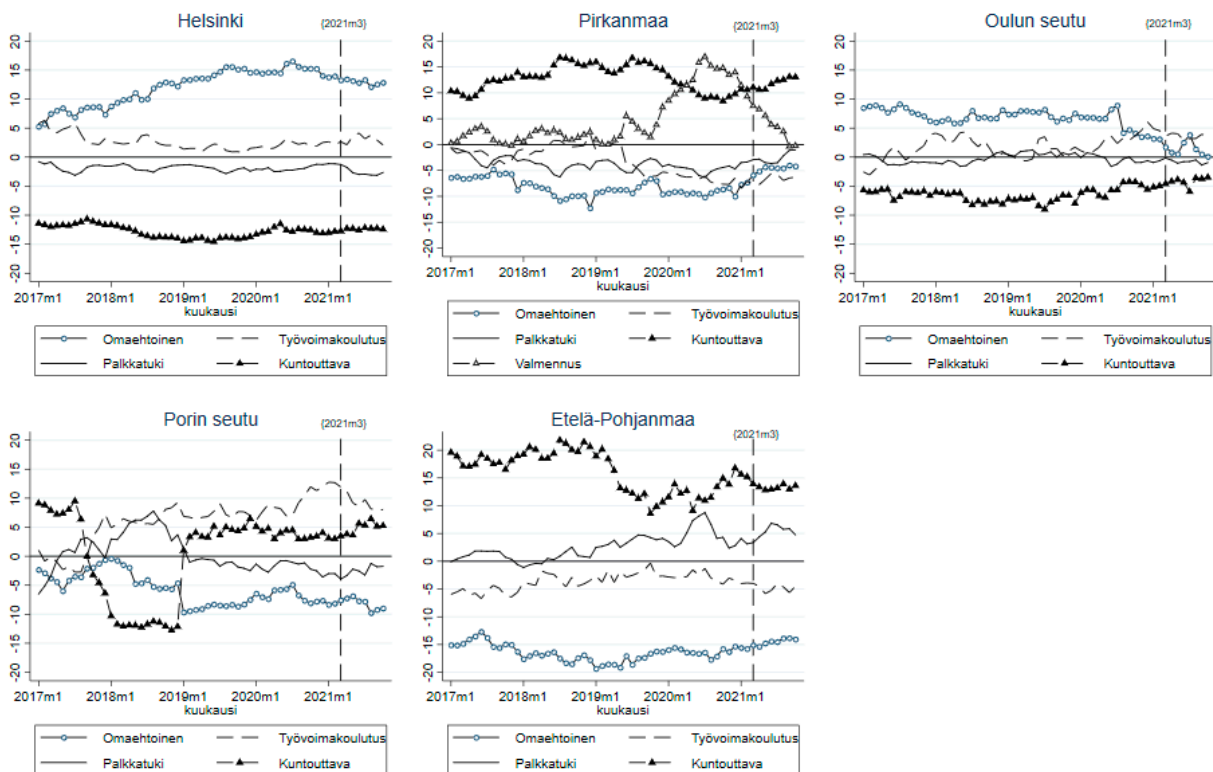 Helsinki
{2021m3}
20
15
10
5
0
-5
-10
-15
-20
2017m1 2018m1 2019m1 2020m1 2021m1
kuukausi
Omaehtoinen Työvoimakoulutus
Palkkatuki Kuntouttava
Pirkanmaa
{2021m3}
20
15
10
5
0
-5
-10
-15
-20
2017m1 2018m1 2019m1 2020m1 2021m1
kuukausi
Omaehtoinen Työvoimakoulutus
Palkkatuki Kuntouttava
Valmennus
Oulun seutu
{2021m3}
20
15
10
5
0
-5
-10
-15
-20
2017m1 2018m1 2019m1 2020m1 2021m1
kuukausi
Omaehtoinen Työvoimakoulutus
Palkkatuki Kuntouttava
Porin seutu
{2021m3}
20
15
10
5
0
-5
-10
-15
-20
2017m1 2018m1 2019m1 2020m1 2021m1
kuukausi
Omaehtoinen Työvoimakoulutus
Palkkatuki Kuntouttava
Etelä-Pohjanmaa
{2021m3}
20
15
10
5
0
-5
-10
-15
-20
2017m1 2018m1 2019m1 2020m1 2021m1
kuukausi
Omaehtoinen Työvoimakoulutus
Palkkatuki Kuntouttava